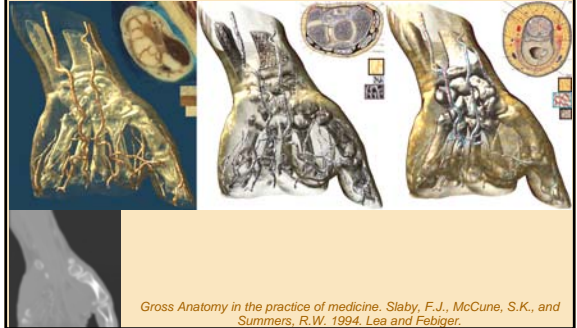 Gross Anatomy in the practice of medicine. Slaby, F.J., McCune, S.K., and
Summers, R.W. 1994. Lea and Febiger.